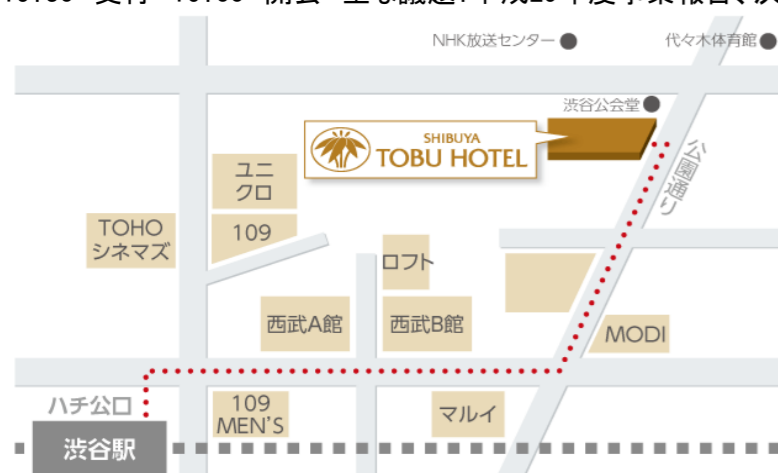 NHK放送センター
代々木体育館
渋谷公会堂
SHIBUYA
TOBU HOTEL
公園通り
ユニ
クロ
TOHO
シネマズ
109
ロフト
西武A館
西武B館
MODI
ハチ公口
109
MEN'S
マルイ
渋谷駅